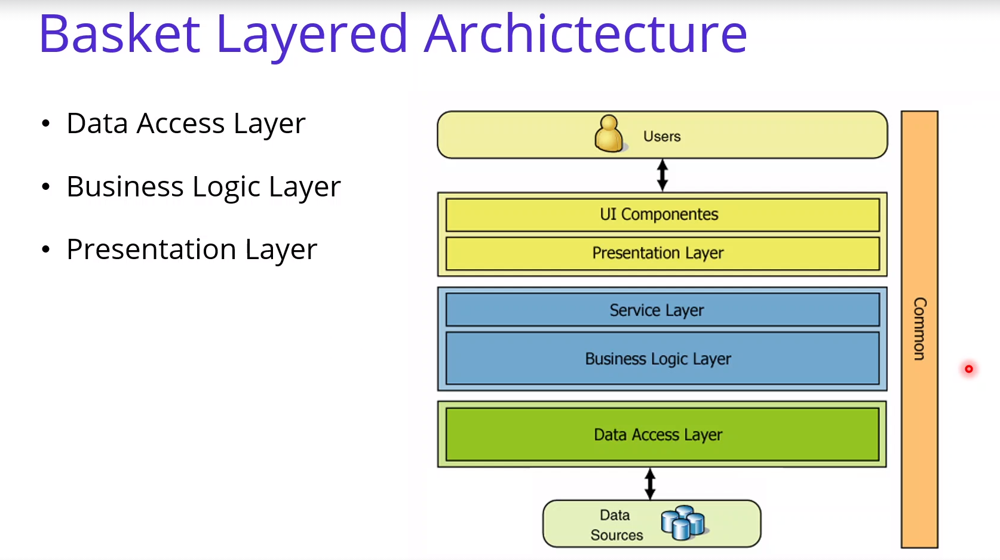 Basket Layered Archictecture
• Data Access Layer
• Business Logic Layer
• Presentation Layer
Users
UI Componentes
Presentation Layer
Service Layer
Business Logic Layer
Data Access Layer
Data
Sources
Common